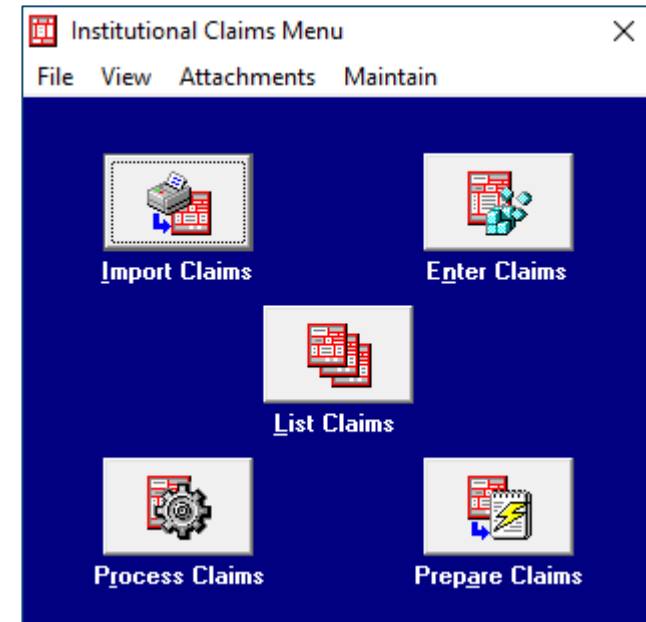 Institutional Claims Menu
File View Attachments Maintain
Import Claims
Enter Claims
List Claims
Process Claims
Prepare Claims